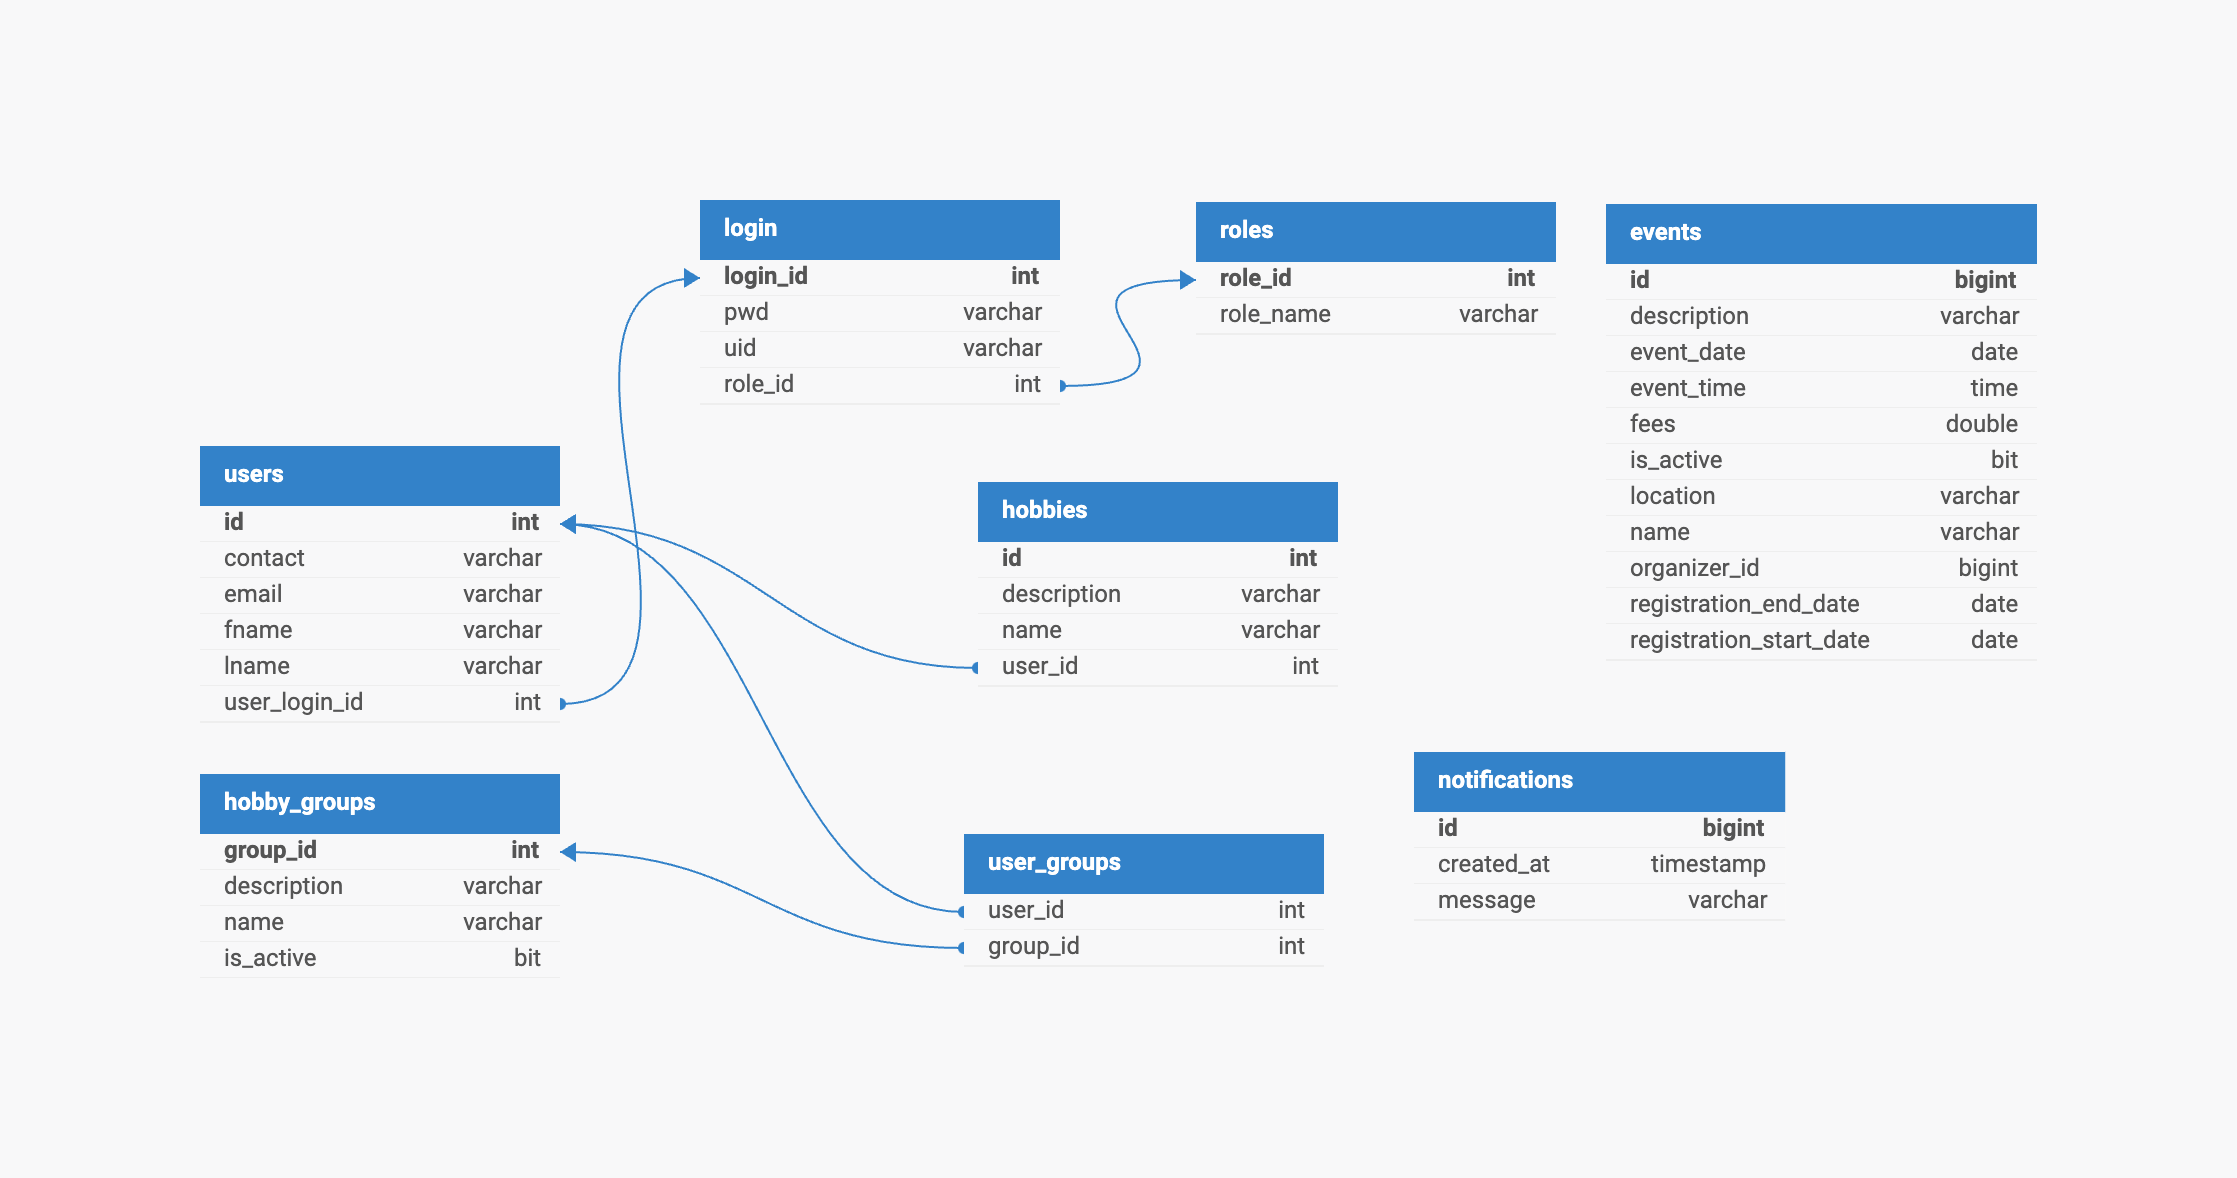 login
login_id int
pwd varchar
uid varchar
role_id int
roles
role_id int
role_name varchar
events
id bigint
description varchar
event_date date
event_time time
fees double
is_active bit
location varchar
name varchar
organizer_id bigint
registration_end_date date
registration_start_date date
users
id int
contact varchar
email varchar
fname varchar
lname varchar
user_login_id int
hobbies
id int
description varchar
name varchar
user_id int
hobby_groups
group_id int
description varchar
name varchar
is_active bit
user_groups
user_id int
group_id int
notifications
id bigint
created_at timestamp
message varchar